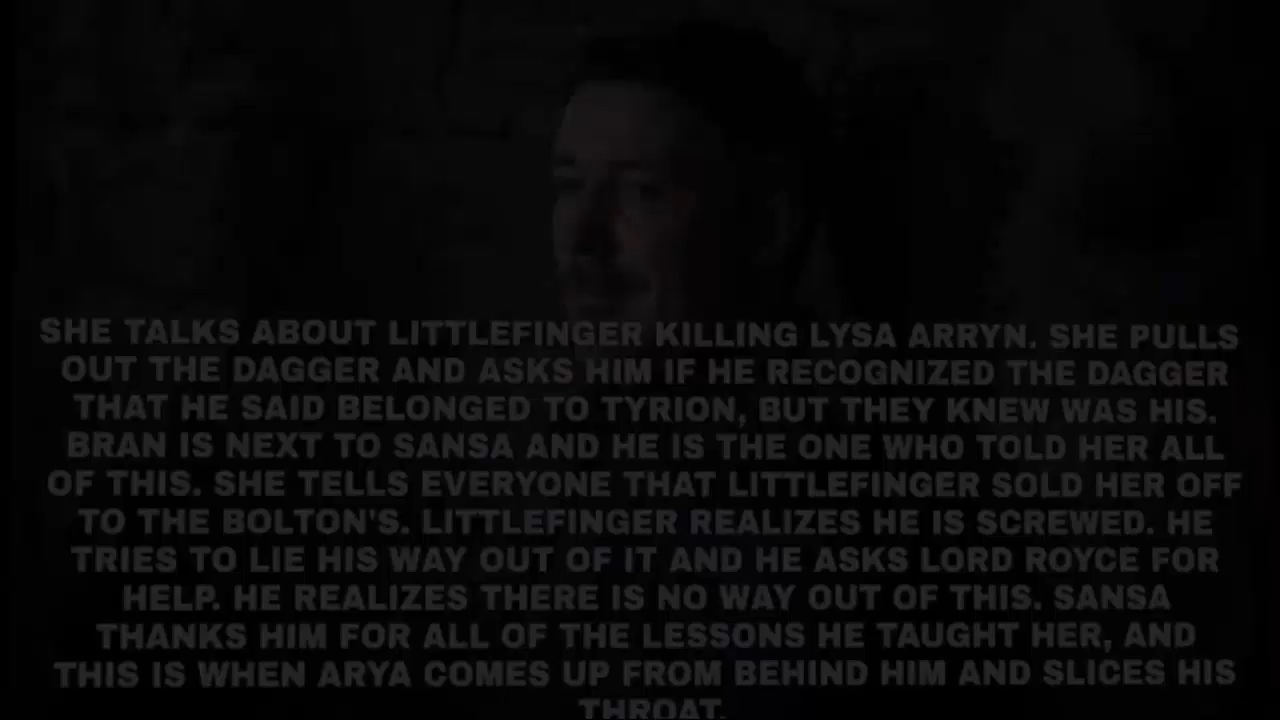 SHE TALKS ABOUT LITTLEFINGER KILLING LYSA ARRYN. SHE PULLS
OUT THE DAGGER AND ASKS HIM IF HE RECOGNIZED THE DAGGER
THAT HE SAID BELONGED TO TYRION, BUT THEY KNEW WAS HIS.
BRAN IS NEXT TO SANSA AND HE IS THE ONE WHO TOLD HER ALL
OF THIS. SHE TELLS EVERYONE THAT LITTLEFINGER SOLD HER OFF
TO THE BOLTON'S. LITTLEFINGER REALIZES HE IS SCREWED. HE
TRIES TO LIE HIS WAY OUT OF IT AND HE ASKS LORD ROYCE FOR
HELP. HE REALIZES THERE IS NO WAY OUT OF THIS. SANSA
THANKS HIM FOR ALL OF THE LESSONS HE TAUGHT HER, AND
THIS IS WHEN ARYA COMES UP FROM BEHIND HIM AND SLICES HIS
THROAT.